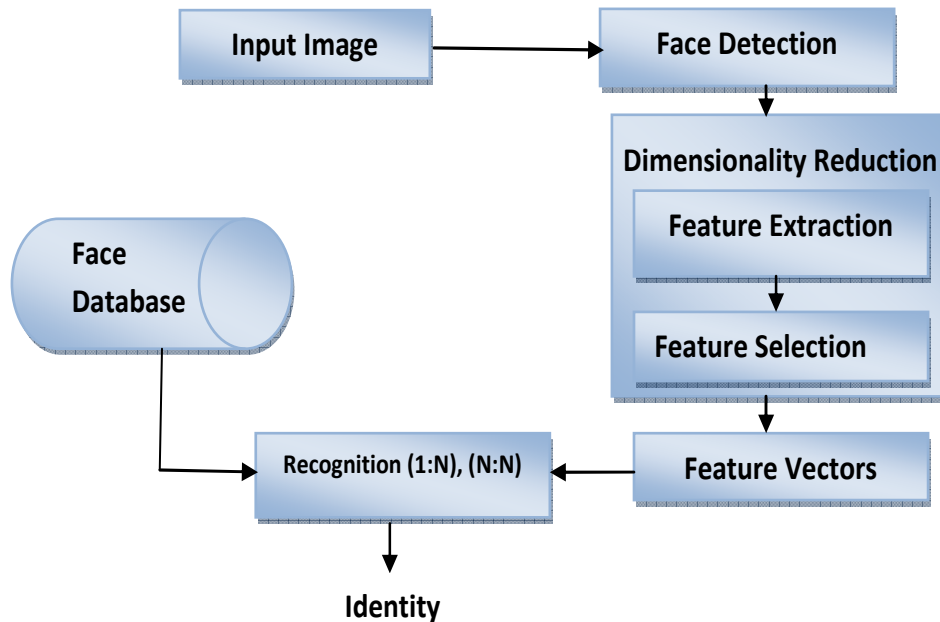 Input Image
Face Detection
Dimensionality Reduction
Feature Extraction
Feature Selection
Face
Database
Recognition (1:N), (N:N)
Feature Vectors
Identity